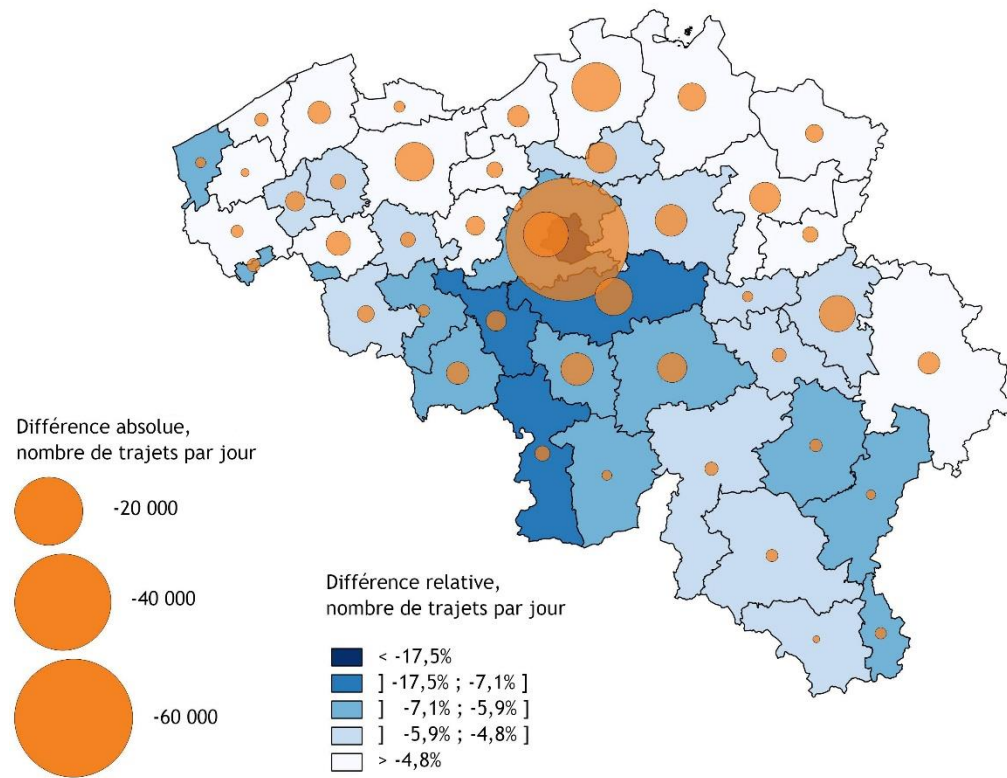 Différence absolue,
nombre de trajets par jour
-20 000
-40 000
-60 000
Différence relative,
nombre de trajets par jour
< -17,5%
] -17,5% ; -7,1% ]
] -7,1% ; -5,9% ]
] -5,9% ; -4,8% ]
> -4,8%